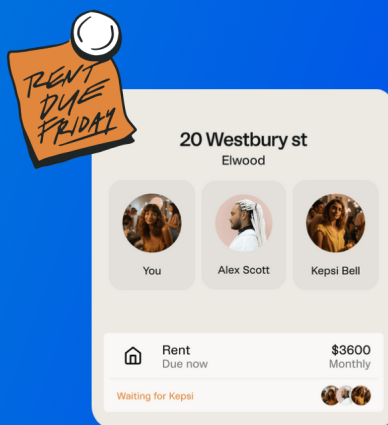 RENT
DUE
FRIDAY
20 Westbury st
Elwood
You
Alex Scott
Kepsi Bell
Rent
$3600
Due now
Monthly
Waiting for Kepsi